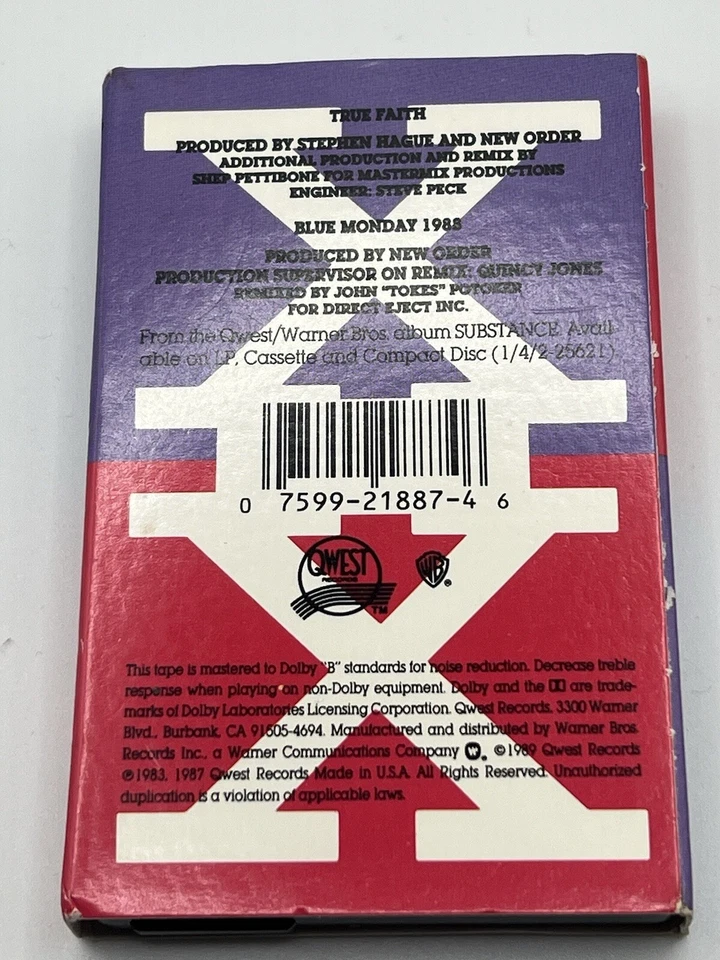 TRUE FAITH
PRODUCED BY STEPHEN HAGUE AND NEW ORDER
ADDITIONAL PRODUCTION AND REMIX BY
SHEP PETTIBONE FOR MASTERMIX PRODUCTIONS
ENGINEER: STEVE PECK
BLUE MONDAY 1988
PRODUCED BY NEW ORDER
PRODUCTION SUPERVISOR ON REMIX: QUINCY JONES
REMIXED BY JOHN "TOKES" POTOKER
FOR DIRECT EJECT INC.
From the Qwest/Warner Bros. album SUBSTANCE. Avail-
able on LP, Cassette and Compact Disc (1/4/2-25621).
0 7599-21887-4 6
QWEST
RECORDS
TM
WB®
This tape is mastered to Dolby "B" standards for noise reduction. Decrease treble
response when playing on non-Dolby equipment. Dolby and the DD are trade-
marks of Dolby Laboratories Licensing Corporation. Qwest Records, 3300 Warner
Blvd., Burbank, CA 91505-4694. Manufactured and distributed by Warner Bros.
Records Inc., a Warner Communications Company ®. ©1989 Qwest Records
℗1983, 1987 Qwest Records Made in U.S.A. All Rights Reserved. Unauthorized
duplication is a violation of applicable laws.